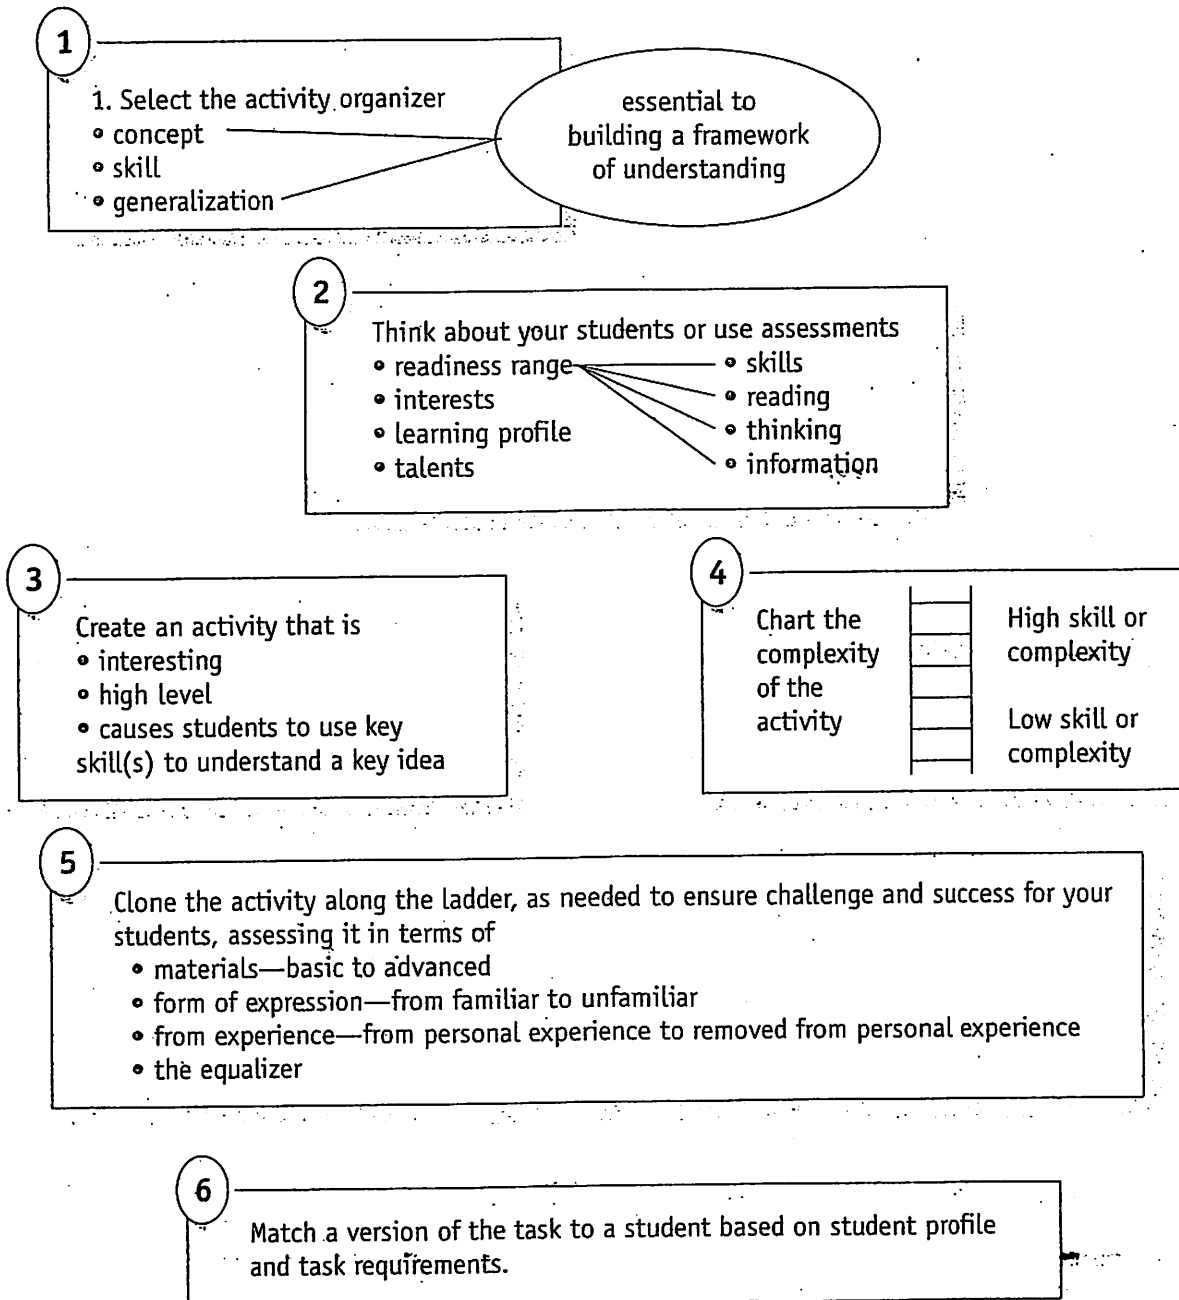 1
1. Select the activity organizer
• concept
• skill
• generalization
essential to
building a framework
of understanding
2
Think about your students or use assessments
• readiness range
• interests
• learning profile
• talents
• skills
• reading
• thinking
• information
3
Create an activity that is
• interesting
• high level
• causes students to use key
skill(s) to understand a key idea
4
Chart the
complexity
of the
activity
High skill or
complexity
Low skill or
complexity
5
Clone the activity along the ladder, as needed to ensure challenge and success for your
students, assessing it in terms of
• materials—basic to advanced
• form of expression—from familiar to unfamiliar
• from experience—from personal experience to removed from personal experience
• the equalizer
6
Match a version of the task to a student based on student profile
and task requirements.